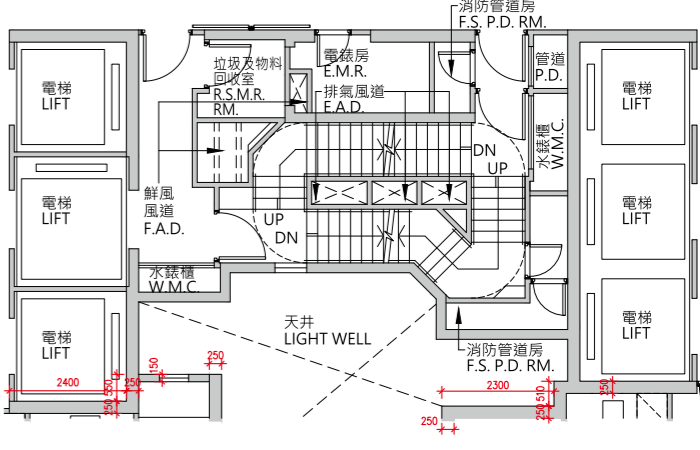 消防管道房
F.S. P.D. RM.
垃圾及物料
回收室
R.S.M.R.
RM.
電錶房
E.M.R.
管道
P.D.
電梯
LIFT
電梯
LIFT
排氣風道
E.A.D.
水錶櫃
W.M.C.
DN
UP
鮮風
風道
F.A.D.
電梯
LIFT
UP
DN
電梯
LIFT
水錶櫃
W.M.C.
天井
LIGHT WELL
電梯
LIFT
電梯
LIFT
消防管道房
F.S. P.D. RM.
2400
550
250
250
150
250
2300
250
510
250
250